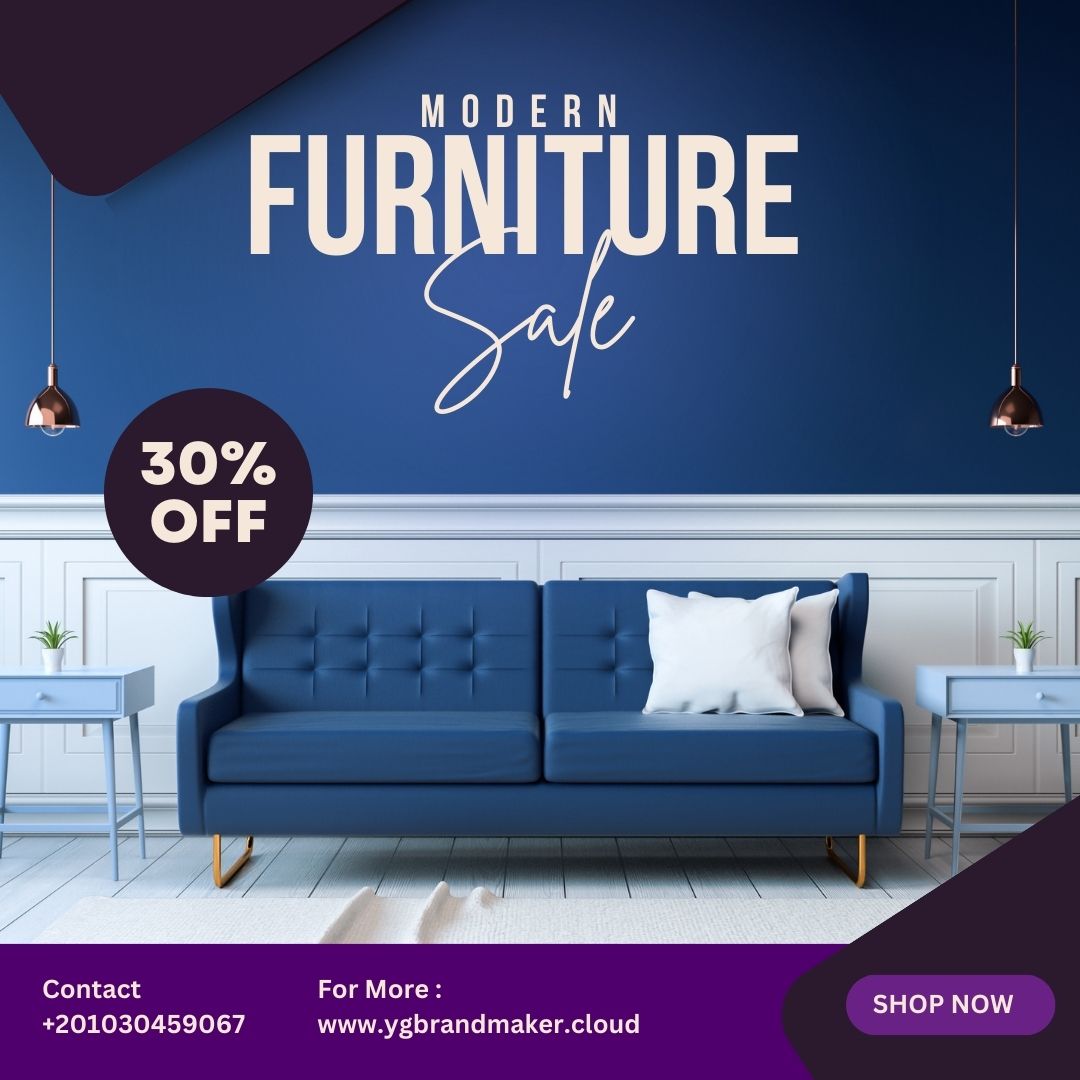 MODERN
FURNITURE
Sale
30%
OFF
Contact
+201030459067
For More :
www.ygbrandmaker.cloud
SHOP NOW